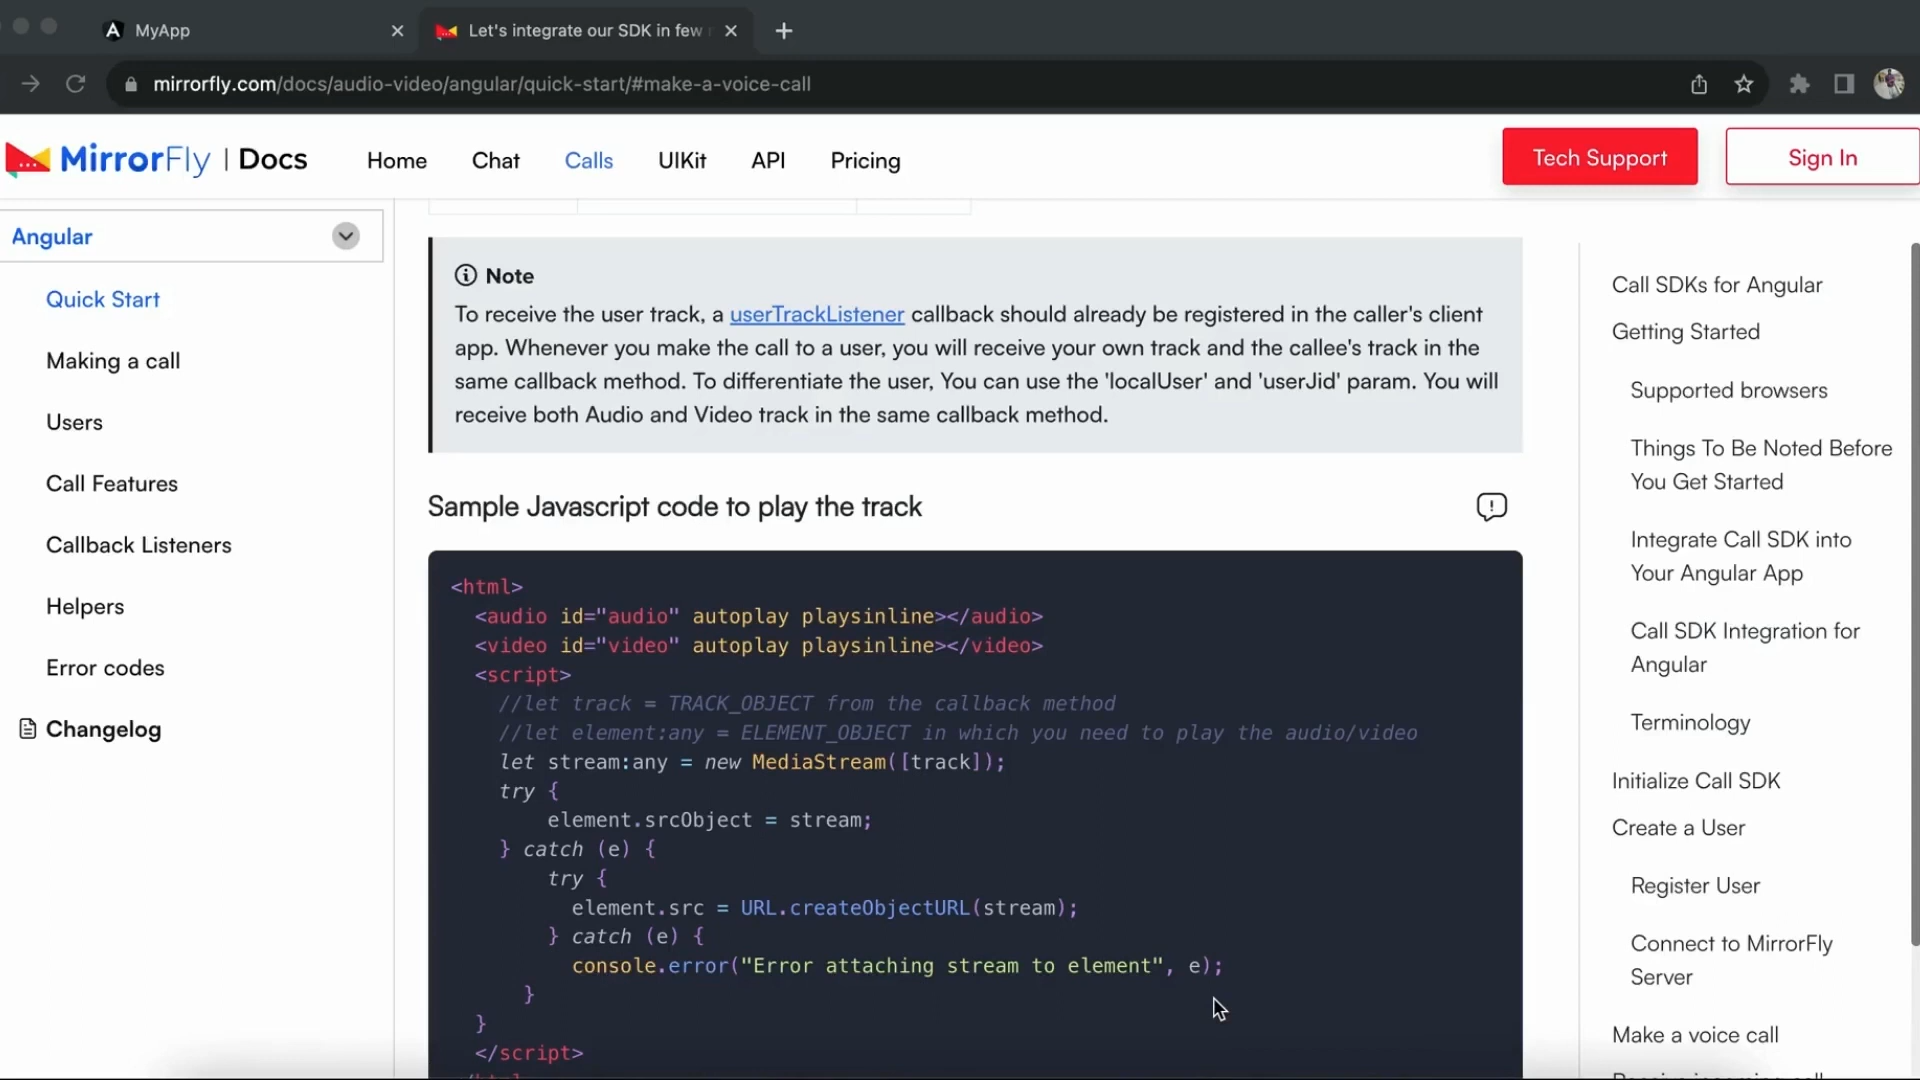 MyApp
Let's integrate our SDK in few
mirrorfly.com/docs/audio-video/angular/quick-start/#make-a-voice-call
MirrorFly | Docs
Home
Chat
Calls
UIKit
API
Pricing
Tech Support
Sign In
Angular
Quick Start
Making a call
Users
Call Features
Callback Listeners
Helpers
Error codes
Changelog
Note
To receive the user track, a userTrackListener callback should already be registered in the caller's client
app. Whenever you make the call to a user, you will receive your own track and the callee's track in the
same callback method. To differentiate the user, You can use the 'localUser' and 'userJid' param. You will
receive both Audio and Video track in the same callback method.
Sample Javascript code to play the track
<html>
  <audio id="audio" autoplay playsinline></audio>
  <video id="video" autoplay playsinline></video>
  <script>
    //let track = TRACK_OBJECT from the callback method
    //let element:any = ELEMENT_OBJECT in which you need to play the audio/video
    let stream:any = new MediaStream([track]);
    try {
        element.srcObject = stream;
    } catch (e) {
        try {
          element.src = URL.createObjectURL(stream);
        } catch (e) {
          console.error("Error attaching stream to element", e);
      }
  }
  </script>
Call SDKs for Angular
Getting Started
Supported browsers
Things To Be Noted Before
You Get Started
Integrate Call SDK into
Your Angular App
Call SDK Integration for
Angular
Terminology
Initialize Call SDK
Create a User
Register User
Connect to MirrorFly
Server
Make a voice call